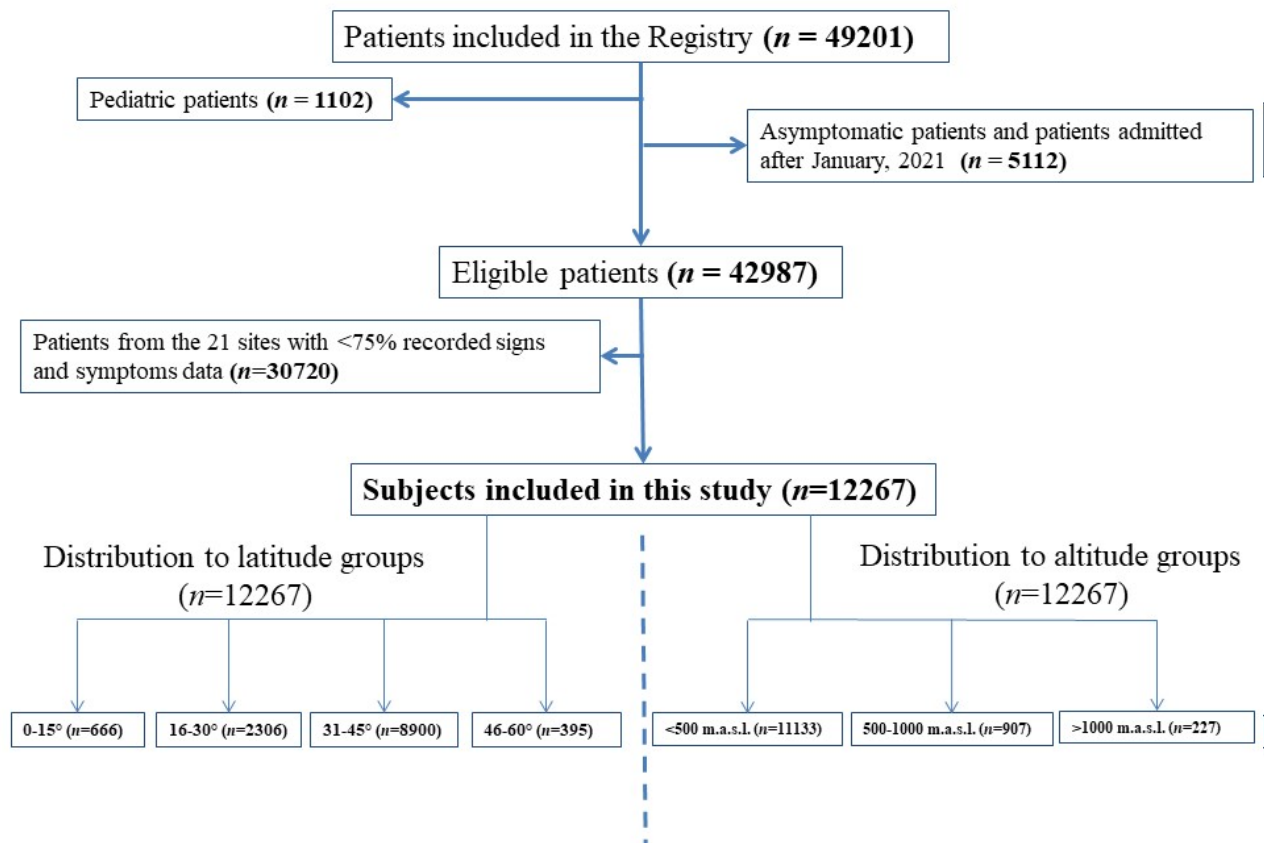 Patients included in the Registry (n = 49201)
Pediatric patients (n = 1102)
Asymptomatic patients and patients admitted
after January, 2021 (n = 5112)
Eligible patients (n = 42987)
Patients from the 21 sites with <75% recorded signs
and symptoms data (n=30720)
Subjects included in this study (n=12267)
Distribution to latitude groups
(n=12267)
Distribution to altitude groups
(n=12267)
0-15° (n=666)
16-30° (n=2306)
31-45° (n=8900)
46-60° (n=395)
<500 m.a.s.l. (n=11133)
500-1000 m.a.s.l. (n=907)
>1000 m.a.s.l. (n=227)